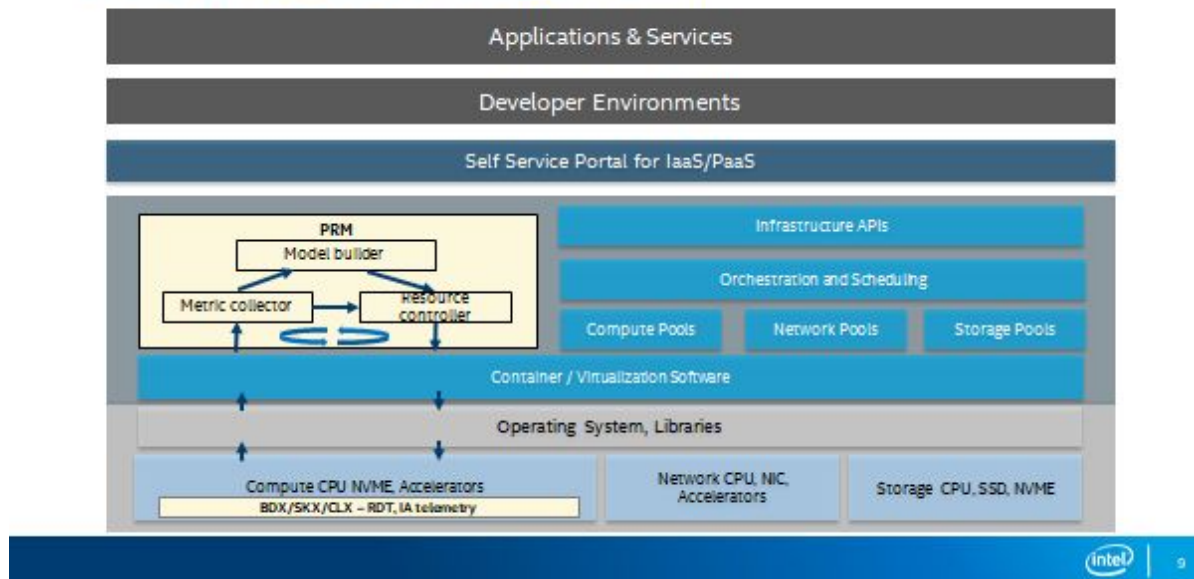 Applications & Services
Developer Environments
Self Service Portal for IaaS/PaaS
PRM
Model builder
Metric collector
Resource
controller
Infrastructure APIs
Orchestration and Scheduling
Compute Pools
Network Pools
Storage Pools
Container / Virtualization Software
Operating System, Libraries
Compute CPU NVME, Accelerators
BDX/SKX/CLX – RDT, IA telemetry
Network CPU, NIC,
Accelerators
Storage CPU, SSD, NVME
intel
9